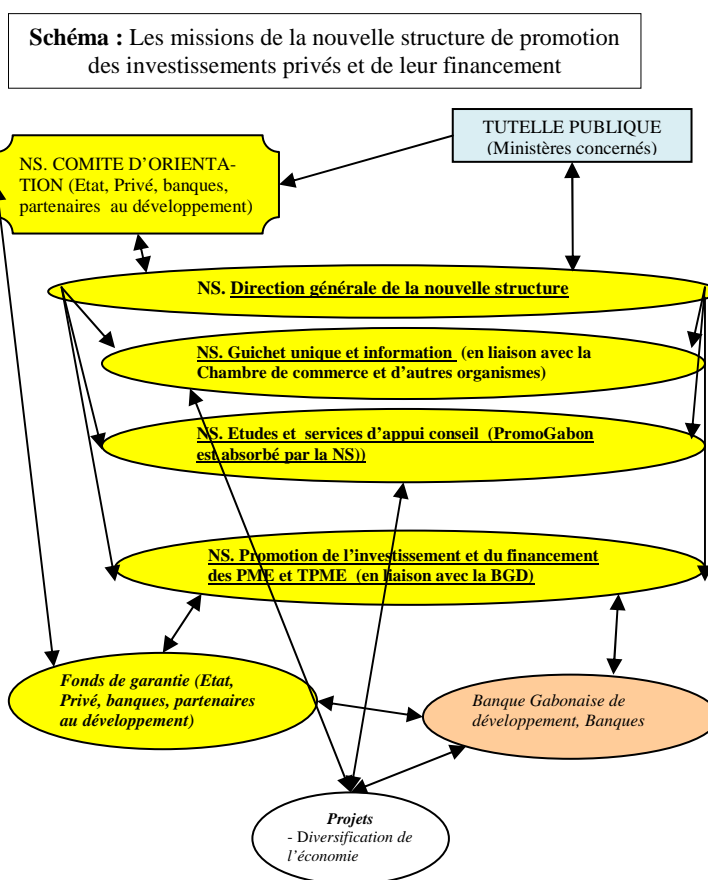 Schéma : Les missions de la nouvelle structure de promotion
des investissements privés et de leur financement
TUTELLE PUBLIQUE
(Ministères concernés)
NS. COMITE D'ORIENTA-
TION (Etat, Privé, banques,
partenaires au développement)
NS. Direction générale de la nouvelle structure
NS. Guichet unique et information (en liaison avec la
Chambre de commerce et d'autres organismes)
NS. Etudes et services d'appui conseil (PromoGabon
est absorbé par la NS))
NS. Promotion de l'investissement et du financement
des PME et TPME (en liaison avec la BGD)
Fonds de garantie (Etat,
Privé, banques, partenaires
au développement)
Banque Gabonaise de
développement, Banques
Projets
- Diversification de
l'économie